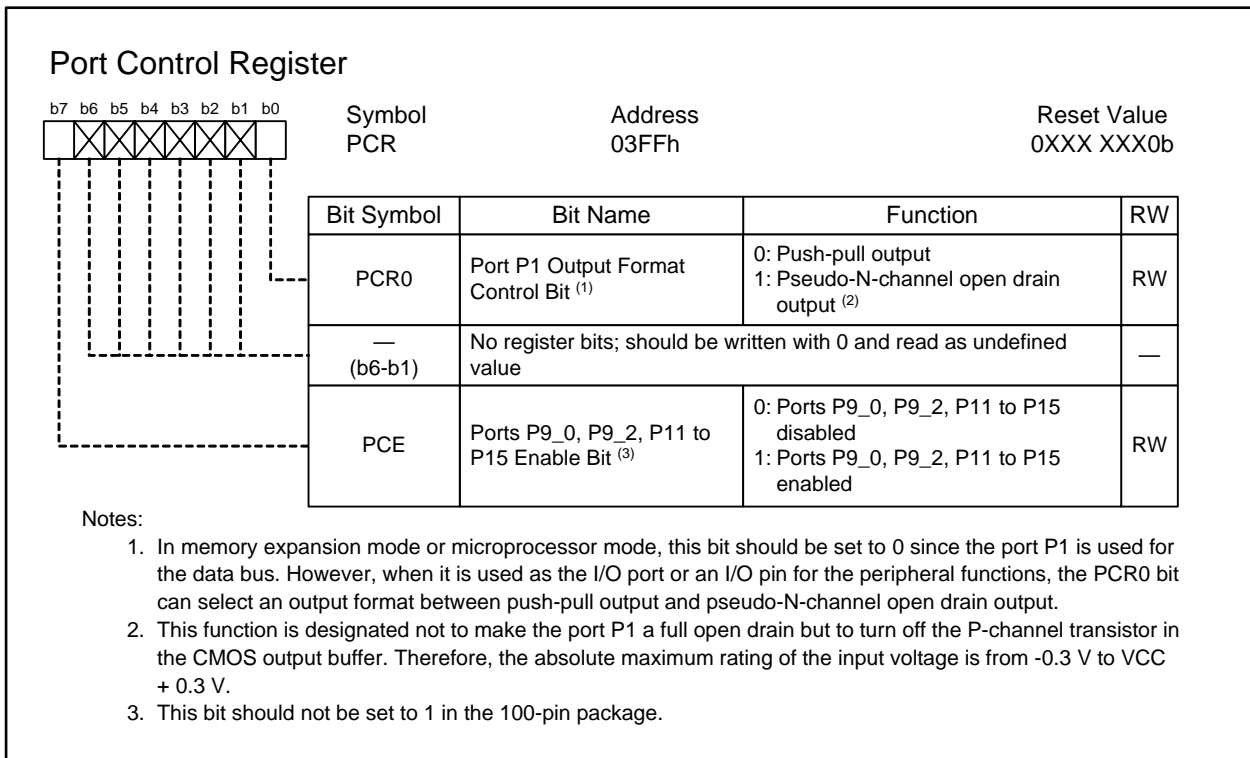 Port Control Register
b7 b6 b5 b4 b3 b2 b1 b0
Symbol Address Reset Value
PCR 03FFh 0XXX XXX0b
Bit Symbol Bit Name Function RW
PCR0 Port P1 Output Format Control Bit (1) 0: Push-pull output
1: Pseudo-N-channel open drain output (2) RW
— (b6-b1) No register bits; should be written with 0 and read as undefined value —
PCE Ports P9_0, P9_2, P11 to P15 Enable Bit (3) 0: Ports P9_0, P9_2, P11 to P15 disabled
1: Ports P9_0, P9_2, P11 to P15 enabled RW
Notes:
1. In memory expansion mode or microprocessor mode, this bit should be set to 0 since the port P1 is used for
the data bus. However, when it is used as the I/O port or an I/O pin for the peripheral functions, the PCR0 bit
can select an output format between push-pull output and pseudo-N-channel open drain output.
2. This function is designated not to make the port P1 a full open drain but to turn off the P-channel transistor in
the CMOS output buffer. Therefore, the absolute maximum rating of the input voltage is from -0.3 V to VCC
+ 0.3 V.
3. This bit should not be set to 1 in the 100-pin package.